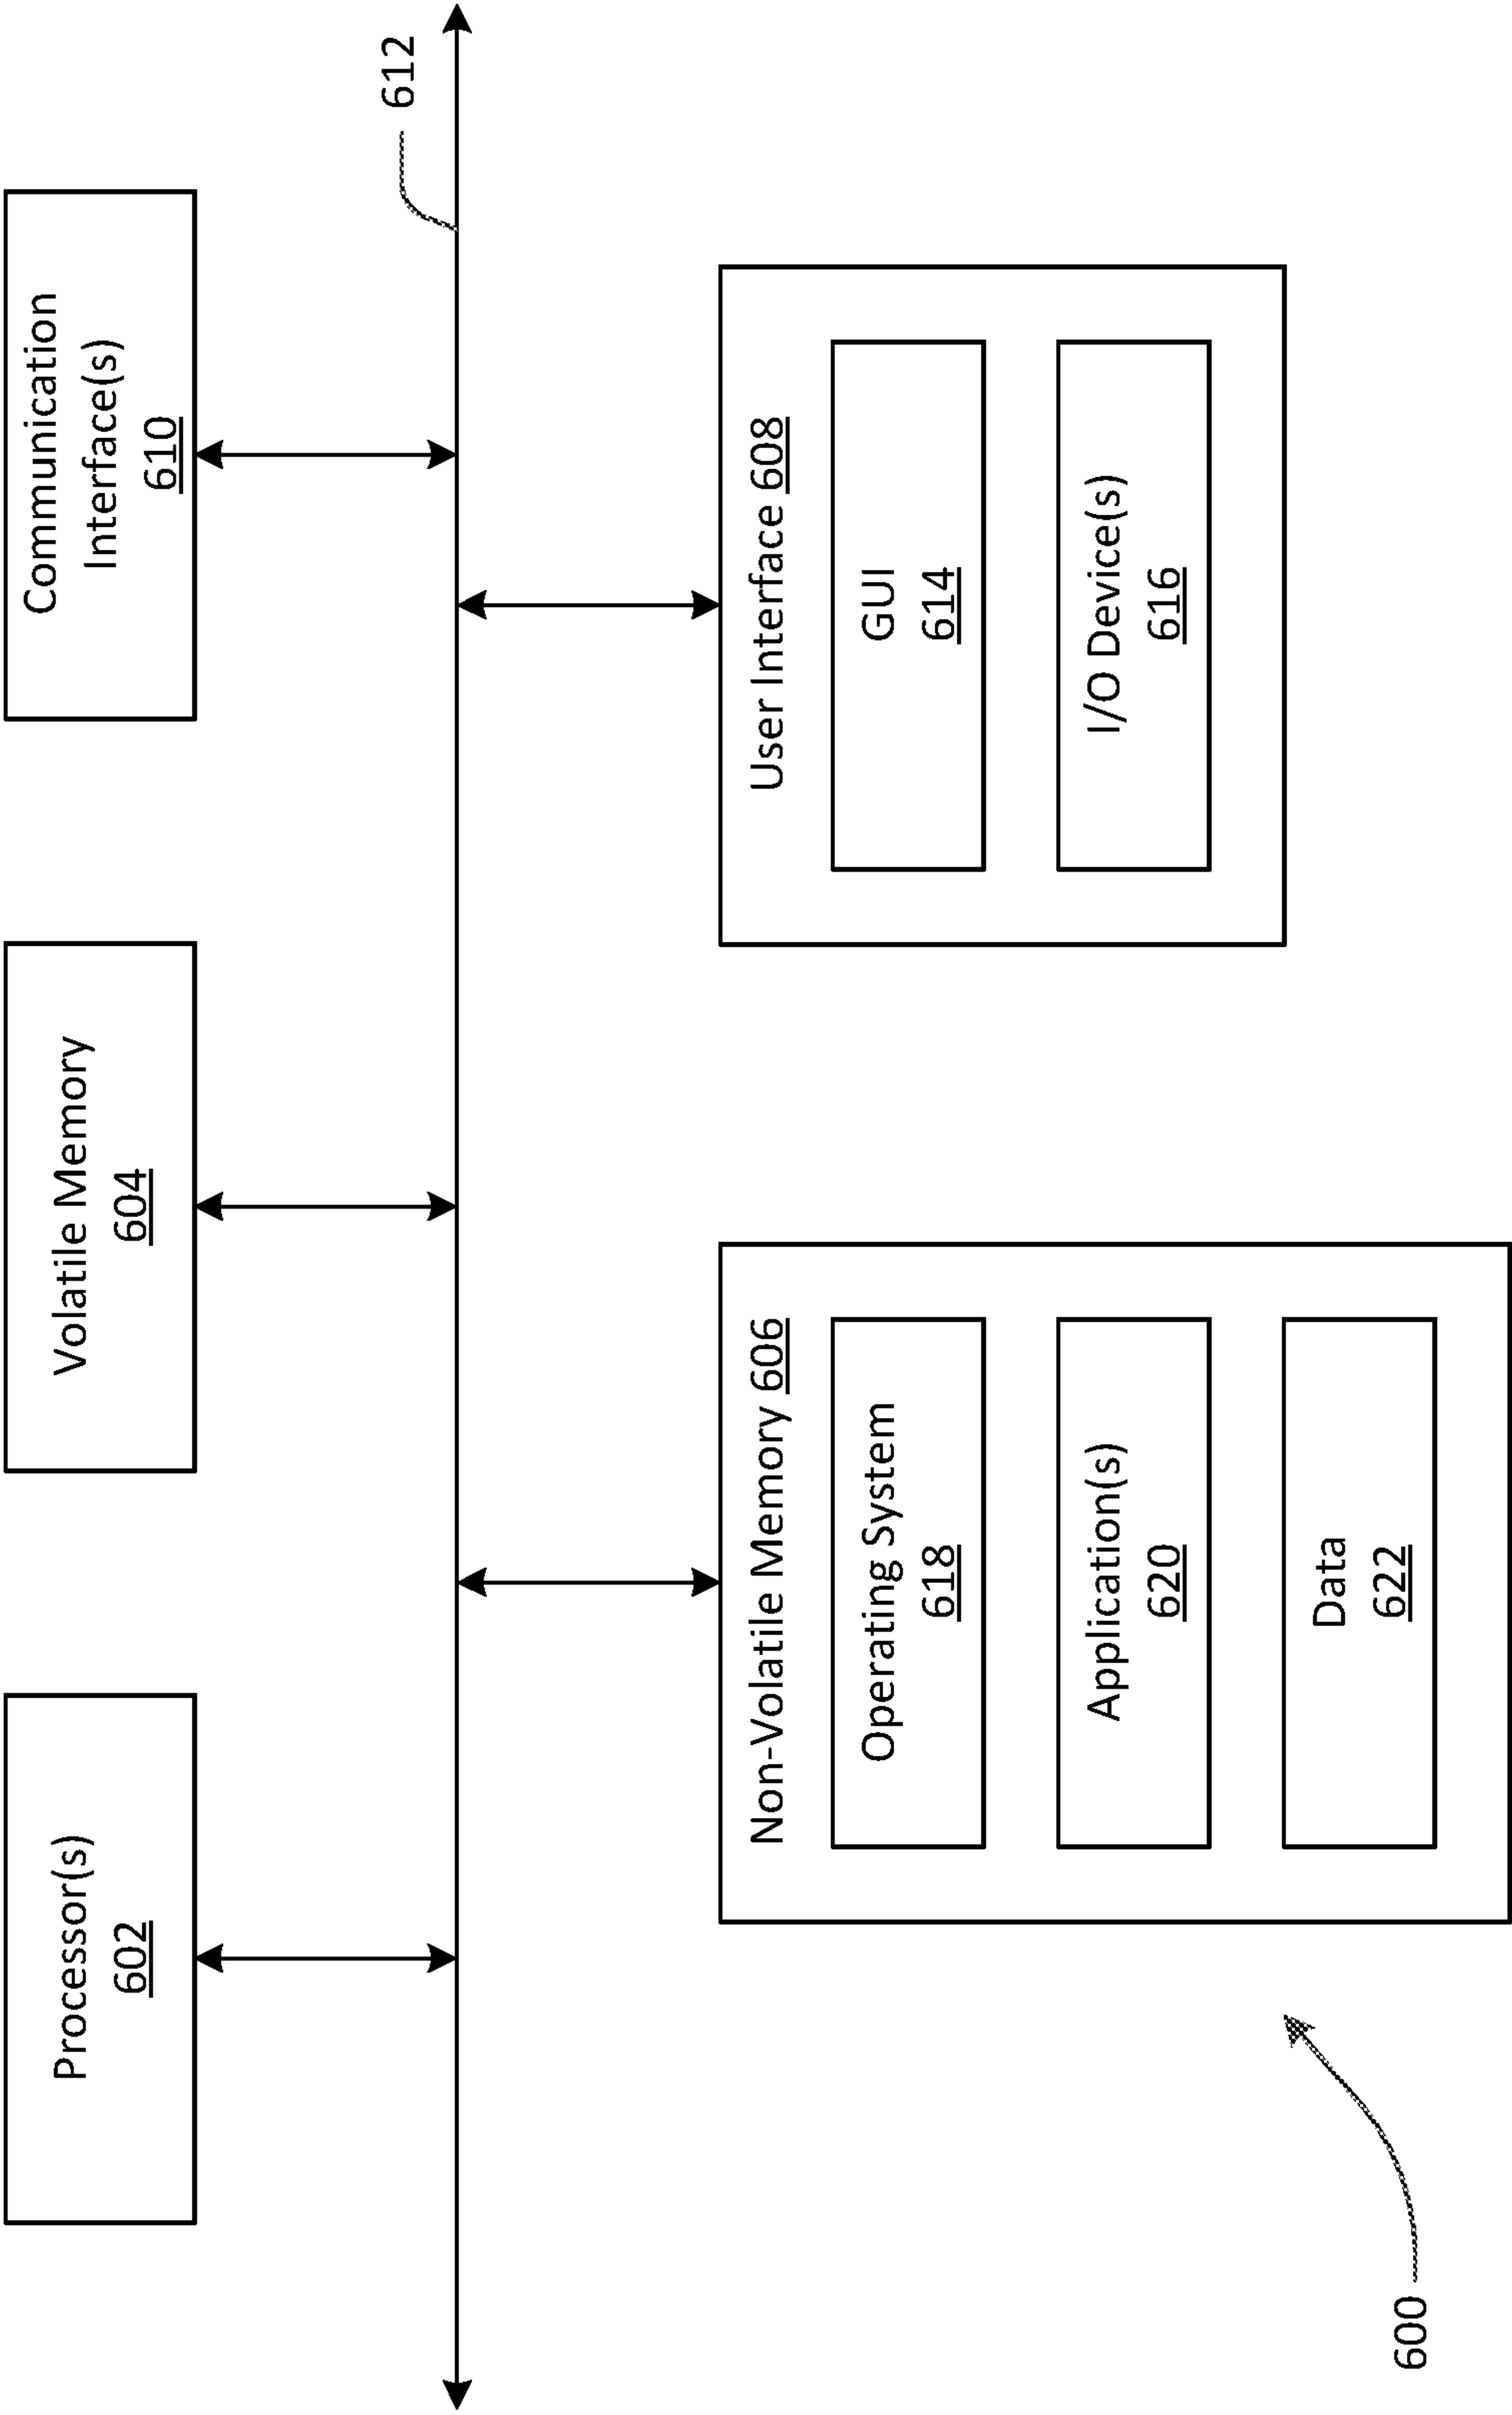 Processor(s)
602
Volatile Memory
604
Communication
Interface(s)
610
612
Non-Volatile Memory 606
Operating System
618
Application(s)
620
Data
622
User Interface 608
GUI
614
I/O Device(s)
616
600